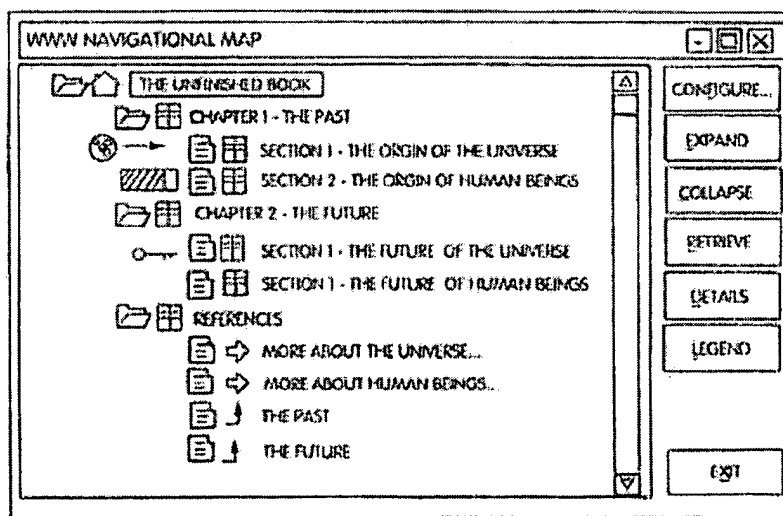 WWW NAVIGATIONAL MAP
THE UNFINISHED BOOK
CHAPTER 1 - THE PAST
SECTION 1 - THE ORGIN OF THE UNIVERSE
SECTION 2 - THE ORGIN OF HUMAN BEINGS
CHAPTER 2 - THE FUTURE
SECTION 1 - THE FUTURE OF THE UNIVERSE
SECTION 1 - THE FUTURE OF HUMAN BEINGS
REFERENCES
MORE ABOUT THE UNIVERSE...
MORE ABOUT HUMAN BEINGS...
THE PAST
THE FUTURE
CONFIGURE...
EXPAND
COLLAPSE
RETRIEVE
DETAILS
LEGEND
EXIT